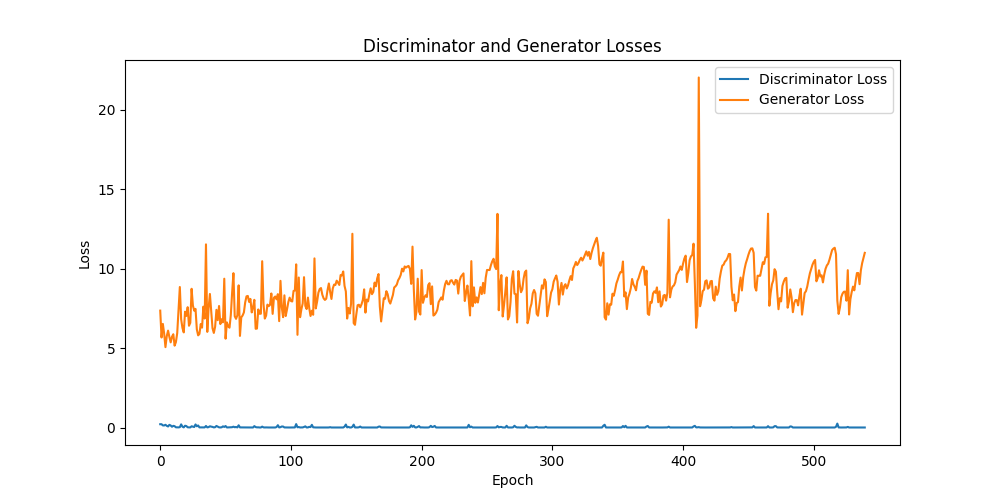 Discriminator and Generator Losses
Discriminator Loss
Generator Loss
Loss
20
15
10
5
0
0 100 200 300 400 500
Epoch